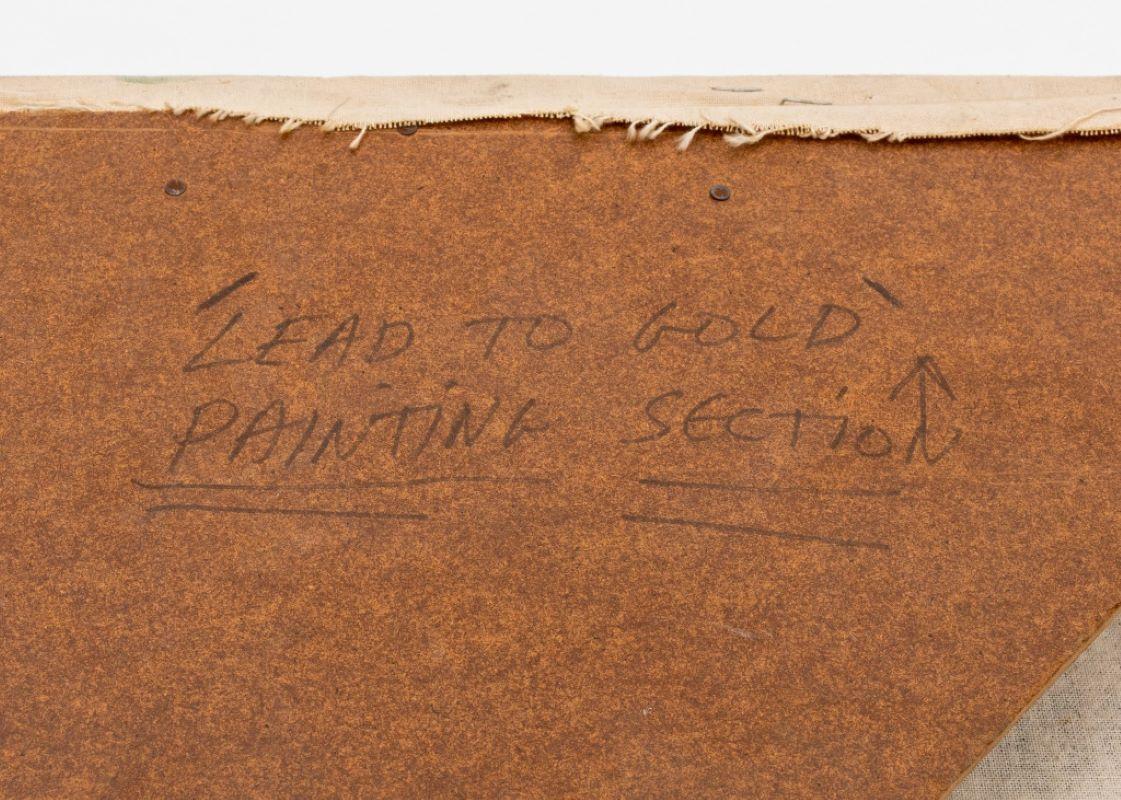 "LEAD TO GOLD"
PAINTING SECTION ↑